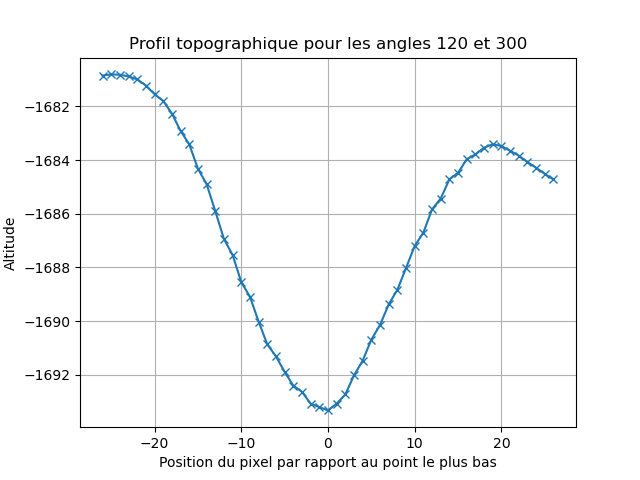 Profil topographique pour les angles 120 et 300
−1682
−1684
−1686
−1688
−1690
−1692
Altitude
−20 −10 0 10 20
Position du pixel par rapport au point le plus bas